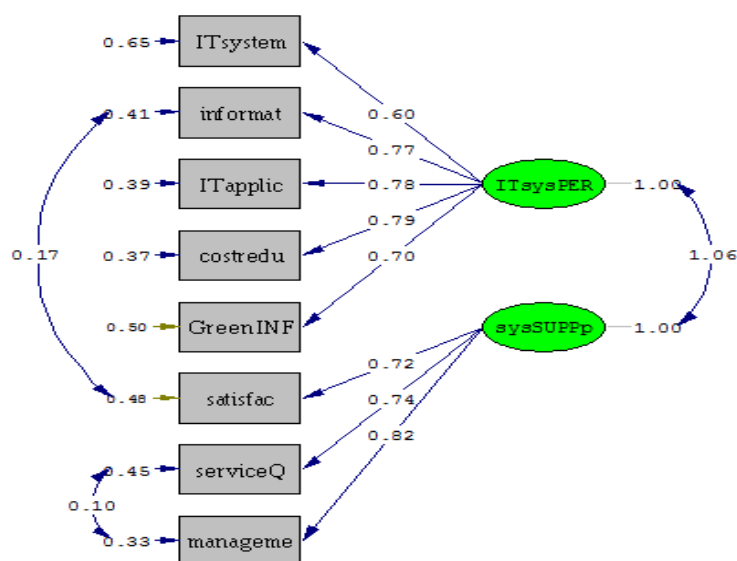 0.65 ITsystem
0.60
0.41 informat
0.77
0.39 ITapplic 0.78 ITsysPER 1.00
0.79
0.17 0.37 costredu 1.06
0.70
0.50 GreenINF sysSUPPp 1.00
0.72
0.48 satisfac
0.74
0.82
0.45 serviceQ
0.10
0.33 manageme